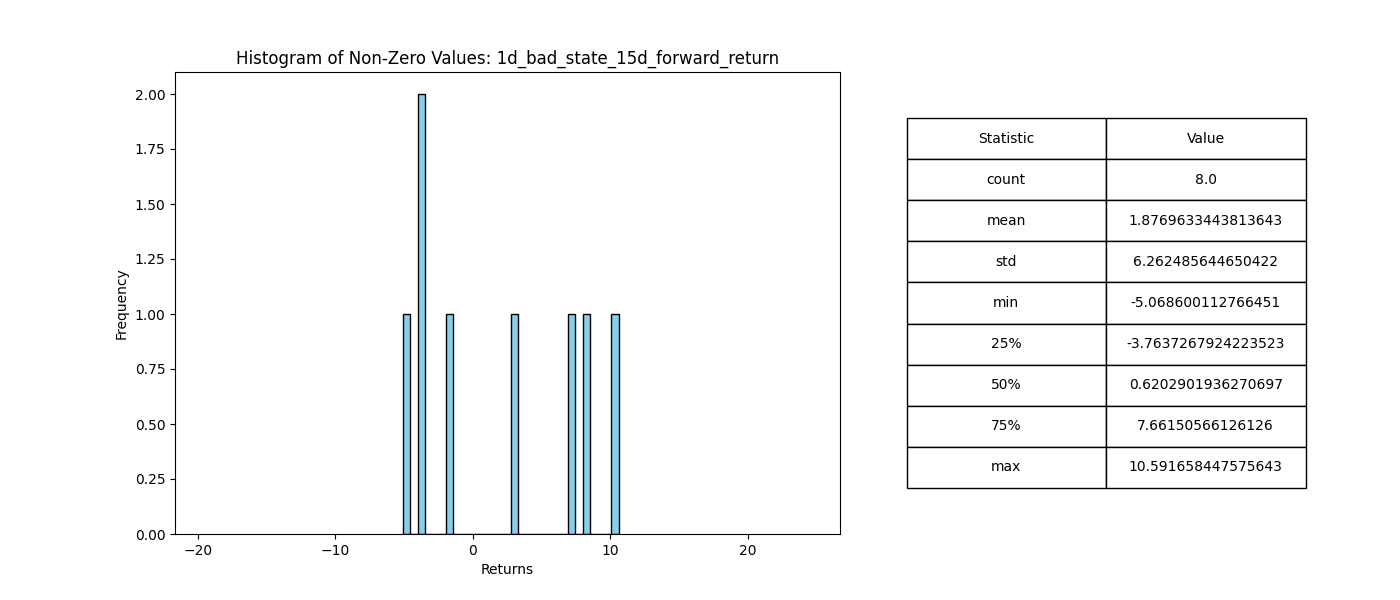 Histogram of Non-Zero Values: 1d_bad_state_15d_forward_return
Frequency
2.00
1.75
1.50
1.25
1.00
0.75
0.50
0.25
0.00
−20
−10
0
10
20
Returns
Statistic Value
count 8.0
mean 1.8769633443813643
std 6.262485644650422
min -5.068600112766451
25% -3.7637267924223523
50% 0.6202901936270697
75% 7.66150566126126
max 10.591658447575643